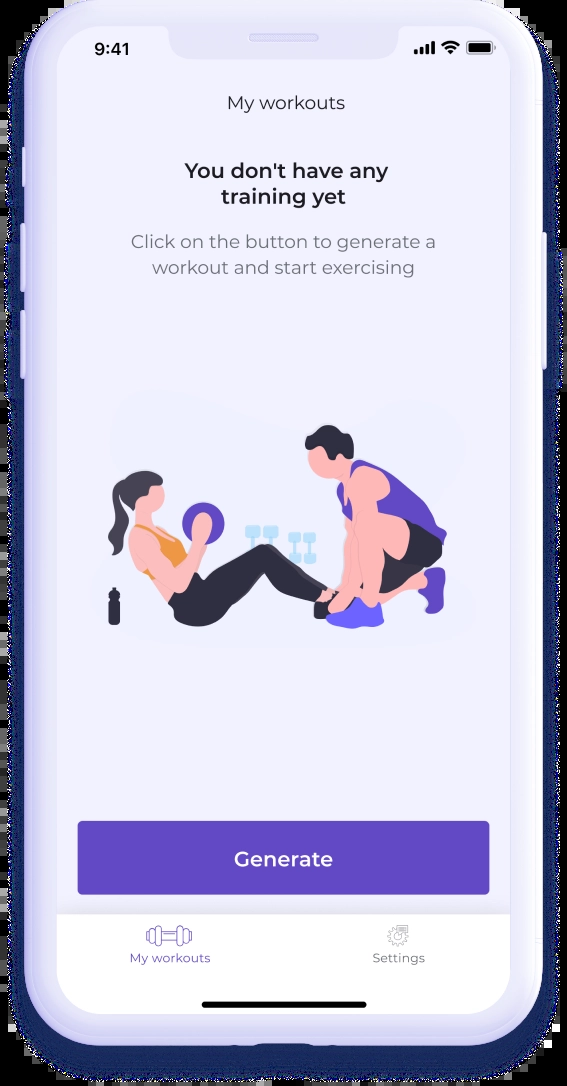 9:41
My workouts
You don't have any
training yet
Click on the button to generate a
workout and start exercising
Generate
My workouts
Settings